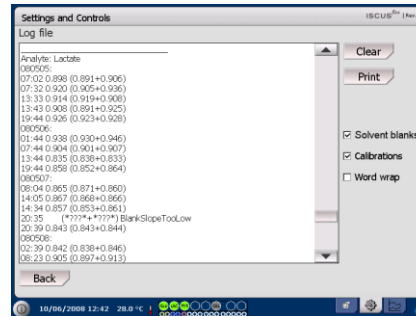 Settings and Controls
ISCUS flex | Rev.
Log file
Analyte: Lactate
080505:
07:02 0.898 (0.891+0.906)
07:32 0.920 (0.905+0.936)
13:33 0.914 (0.919+0.908)
13:43 0.908 (0.891+0.925)
19:44 0.926 (0.923+0.928)
080506:
01:44 0.938 (0.930+0.946)
07:44 0.904 (0.901+0.907)
13:44 0.835 (0.838+0.833)
19:44 0.858 (0.852+0.864)
080507:
08:04 0.865 (0.871+0.860)
14:05 0.867 (0.868+0.866)
14:34 0.857 (0.853+0.861)
20:35 (*???*+*???*) BlankSlopeTooLow
20:39 0.843 (0.843+0.844)
080508:
02:39 0.842 (0.838+0.846)
08:23 0.905 (0.897+0.913)
Clear
Print
Solvent blanks
Calibrations
Word wrap
Back
10/06/2008 12:42 28.0 °C